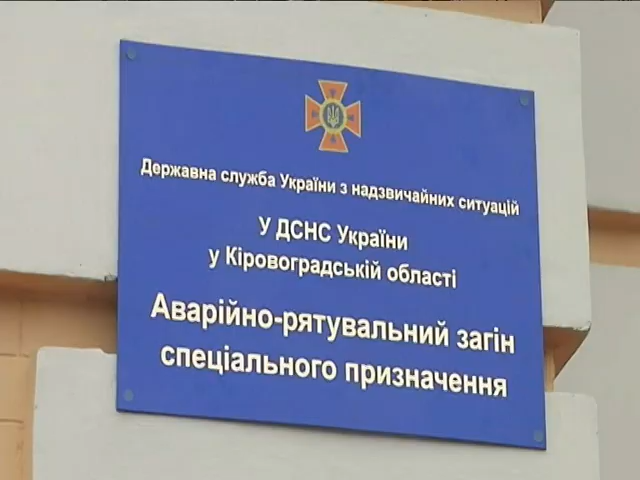 Державна служба України з надзвичайних ситуацій
У ДСНС України
у Кіровоградській області
Аварійно-рятувальний загін
спеціального призначення